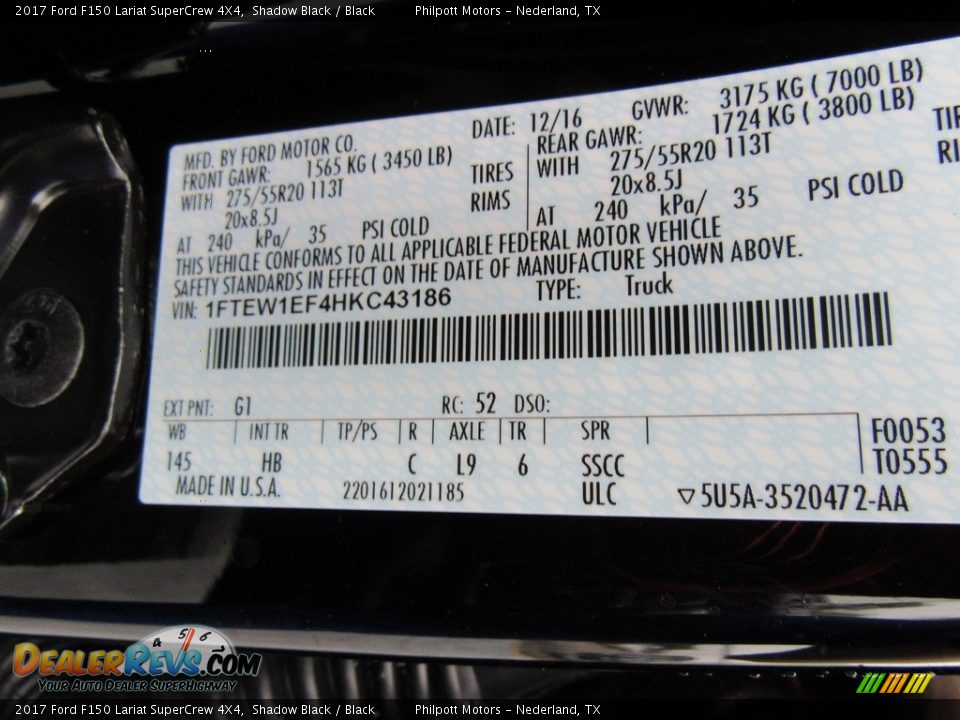 2017 Ford F150 Lariat SuperCrew 4X4, Shadow Black / Black Philpott Motors - Nederland, TX
MFD. BY FORD MOTOR CO. DATE: 12/16 GVWR: 3175 KG ( 7000 LB)
FRONT GAWR: 1565 KG ( 3450 LB) REAR GAWR: 1724 KG ( 3800 LB)
WITH 275/55R20 113T TIRES WITH 275/55R20 113T
20x8.5J RIMS 20x8.5J
AT 240 kPa/ 35 PSI COLD AT 240 kPa/ 35 PSI COLD
THIS VEHICLE CONFORMS TO ALL APPLICABLE FEDERAL MOTOR VEHICLE
SAFETY STANDARDS IN EFFECT ON THE DATE OF MANUFACTURE SHOWN ABOVE.
VIN: 1FTEW1EF4HKC43186 TYPE: Truck
EXT PNT: G1 RC: 52 DSO:
WB INT TR TP/PS R AXLE TR SPR F0053
145 HB C L9 6 SSCC T0555
MADE IN U.S.A. 2201612021185 ULC ▽5U5A-3520472-AA
4 5 6
DEALERREVS.COM
YOUR AUTO DEALER SUPERHIGHWAY
2017 Ford F150 Lariat SuperCrew 4X4, Shadow Black / Black Philpott Motors - Nederland, TX